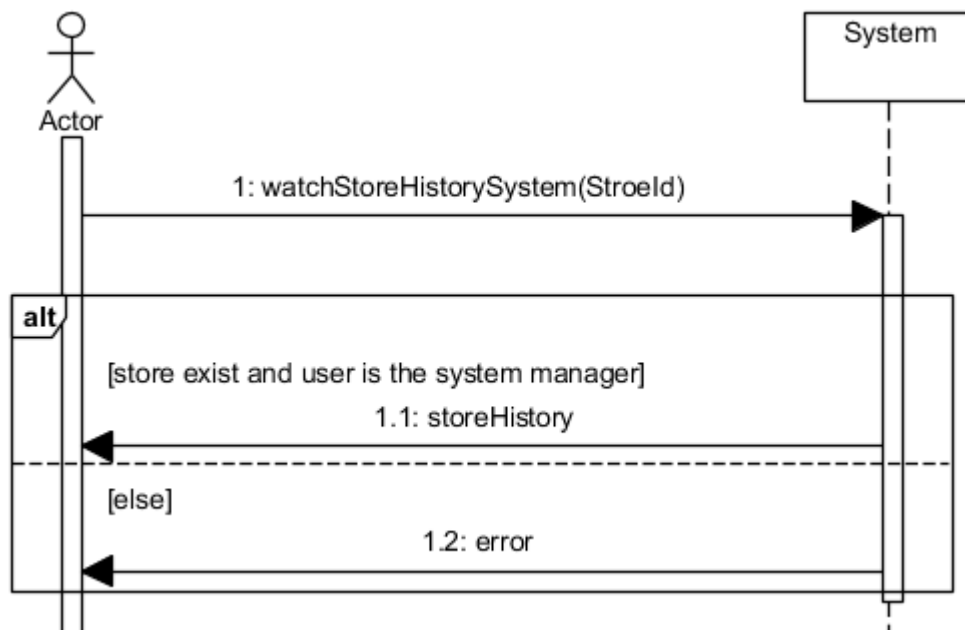 System
Actor
1: watchStoreHistorySystem(StroeId)
alt
[store exist and user is the system manager]
1.1: storeHistory
[else]
1.2: error